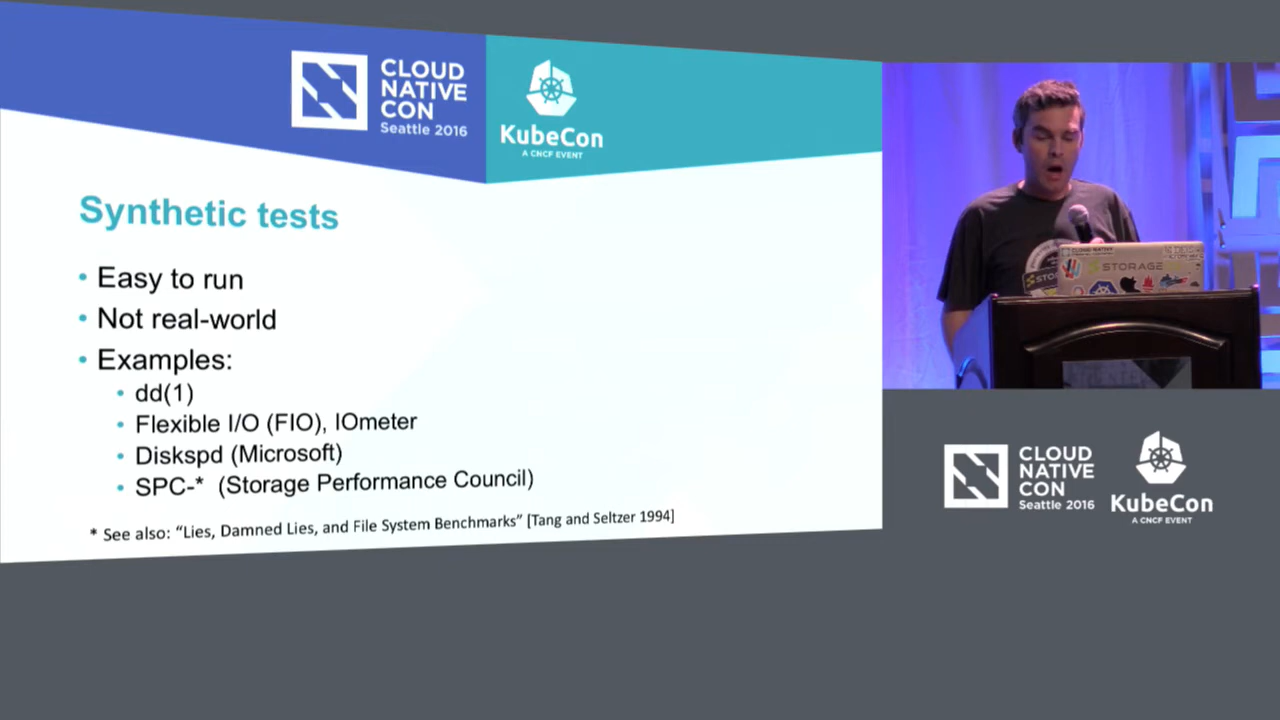 CLOUD
NATIVE
CON
Seattle 2016
KubeCon
A CNCF EVENT
Synthetic tests
• Easy to run
• Not real-world
• Examples:
• dd(1)
• Flexible I/O (FIO), IOmeter
• Diskspd (Microsoft)
• SPC-* (Storage Performance Council)
* See also: “Lies, Damned Lies, and File System Benchmarks” [Tang and Seltzer 1994]
STORAGE
CLOUD
NATIVE
CON
Seattle 2016
KubeCon
A CNCF EVENT